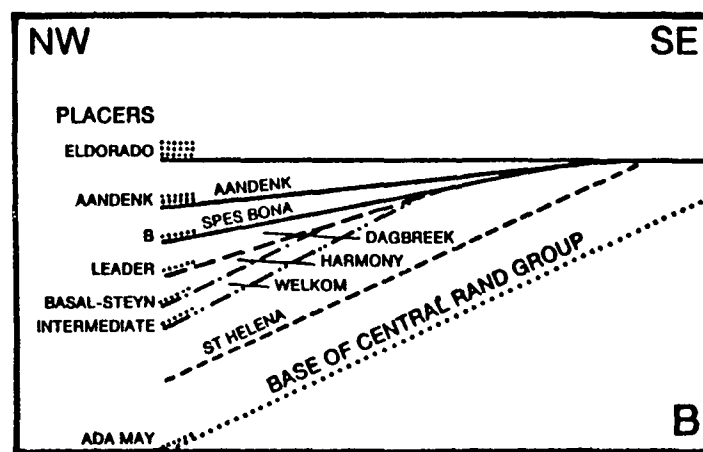 NW
SE
PLACERS
ELDORADO
AANDENK
AANDENK
SPES BONA
B
DAGBREEK
LEADER
HARMONY
BASAL-STEYN
WELKOM
INTERMEDIATE
ST HELENA
BASE OF CENTRAL RAND GROUP
ADA MAY
B